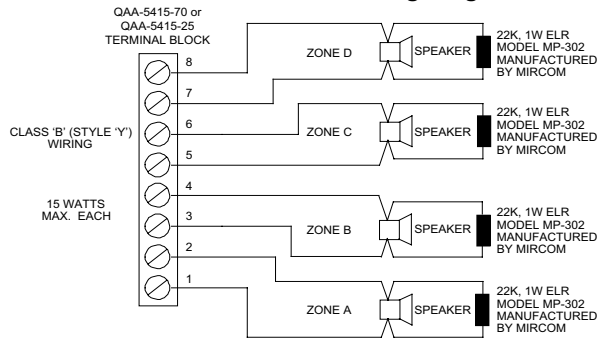 QAA-5415-70 or
QAA-5415-25
TERMINAL BLOCK
8
7
6
5
4
3
2
1
CLASS 'B' (STYLE 'Y')
WIRING
15 WATTS
MAX. EACH
ZONE D
SPEAKER
22K, 1W ELR
MODEL MP-302
MANUFACTURED
BY MIRCOM
ZONE C
SPEAKER
22K, 1W ELR
MODEL MP-302
MANUFACTURED
BY MIRCOM
ZONE B
SPEAKER
22K, 1W ELR
MODEL MP-302
MANUFACTURED
BY MIRCOM
ZONE A
SPEAKER
22K, 1W ELR
MODEL MP-302
MANUFACTURED
BY MIRCOM